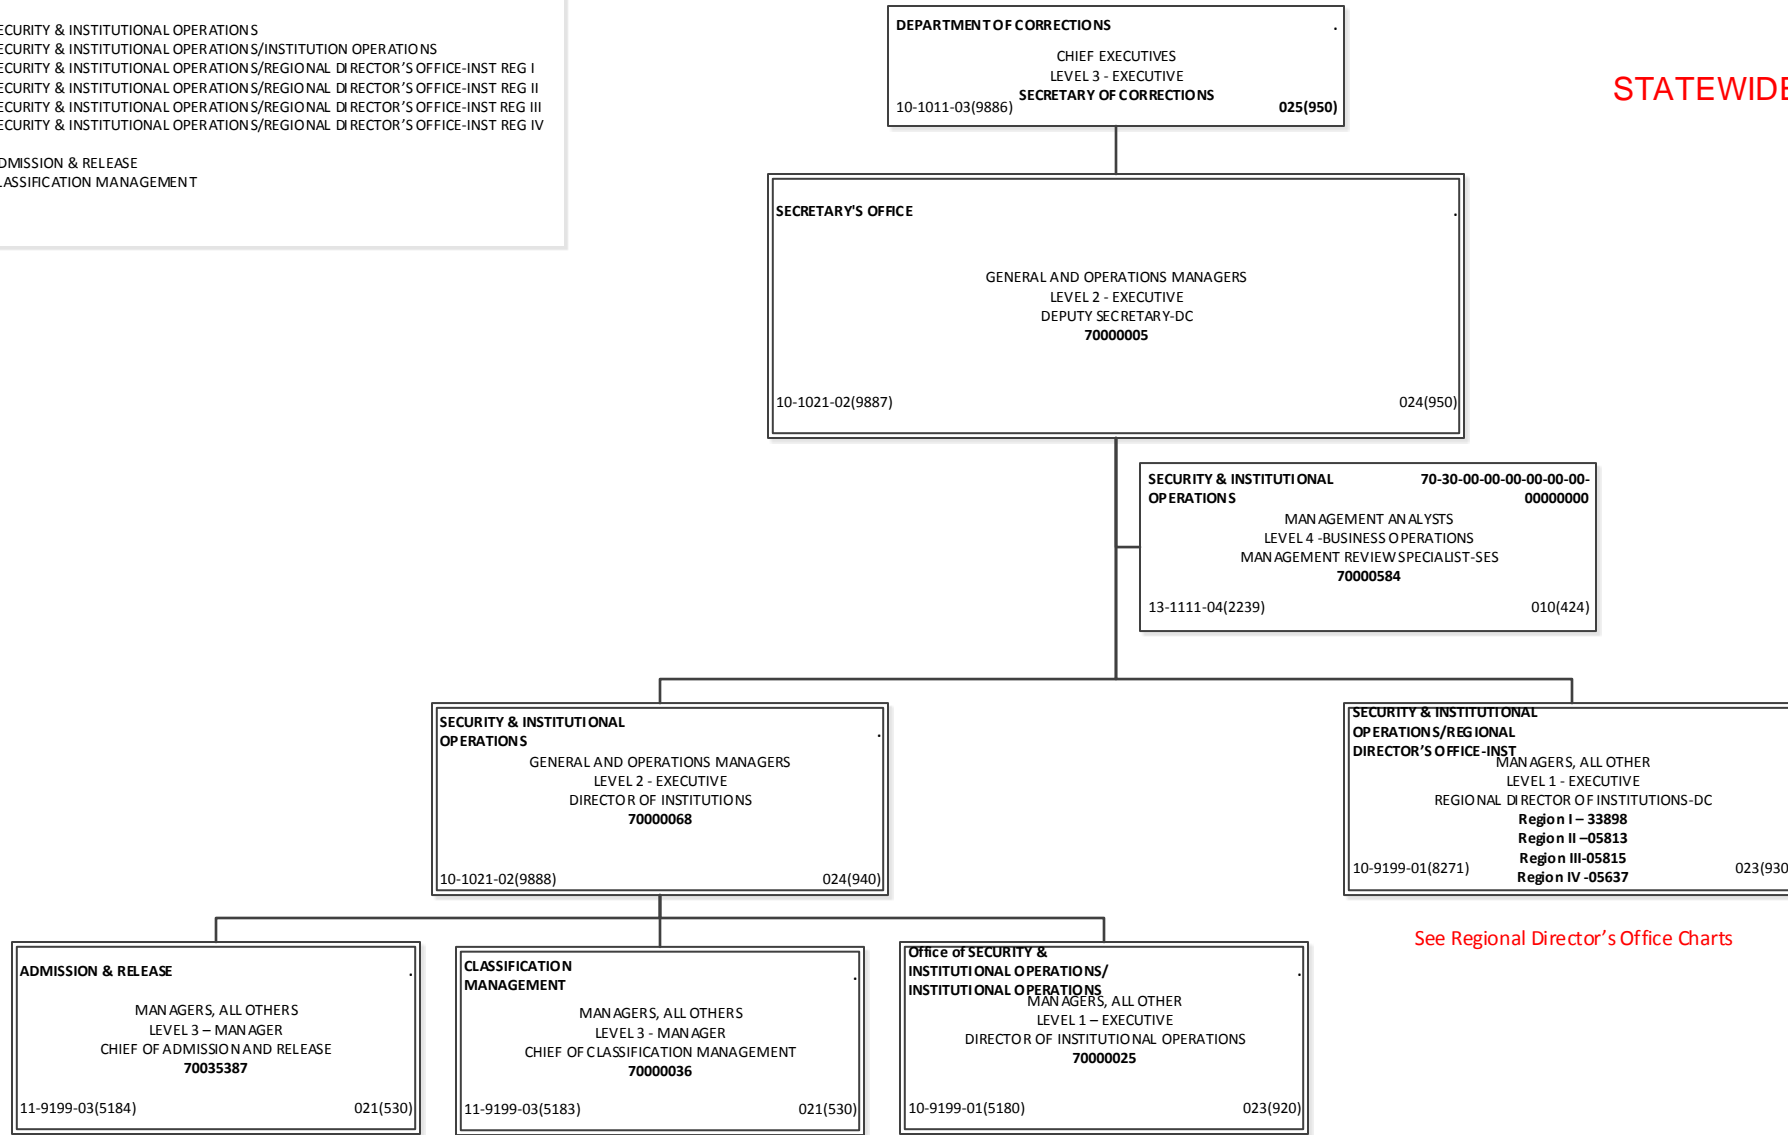 ECURITY & INSTITUTIONAL OPERATIONS
ECURITY & INSTITUTIONAL OPERATIONS/INSTITUTION OPERATIONS
ECURITY & INSTITUTIONAL OPERATIONS/REGIONAL DIRECTOR'S OFFICE-INST REG I
ECURITY & INSTITUTIONAL OPERATIONS/REGIONAL DIRECTOR'S OFFICE-INST REG II
ECURITY & INSTITUTIONAL OPERATIONS/REGIONAL DIRECTOR'S OFFICE-INST REG III
ECURITY & INSTITUTIONAL OPERATIONS/REGIONAL DIRECTOR'S OFFICE-INST REG IV
DMISSION & RELEASE
LASSIFICATION MANAGEMENT
STATEWIDE
DEPARTMENT OF CORRECTIONS .
CHIEF EXECUTIVES
LEVEL 3 - EXECUTIVE
SECRETARY OF CORRECTIONS
10-1011-03(9886) 025(950)
SECRETARY'S OFFICE .
GENERAL AND OPERATIONS MANAGERS
LEVEL 2 - EXECUTIVE
DEPUTY SECRETARY-DC
70000005
10-1021-02(9887) 024(950)
SECURITY & INSTITUTIONAL 70-30-00-00-00-00-00-00-
OPERATIONS 00000000
MANAGEMENT ANALYSTS
LEVEL 4 -BUSINESS OPERATIONS
MANAGEMENT REVIEW SPECIALIST-SES
70000584
13-1111-04(2239) 010(424)
SECURITY & INSTITUTIONAL
OPERATIONS .
GENERAL AND OPERATIONS MANAGERS
LEVEL 2 - EXECUTIVE
DIRECTOR OF INSTITUTIONS
70000068
10-1021-02(9888) 024(940)
SECURITY & INSTITUTIONAL
OPERATIONS/REGIONAL
DIRECTOR'S OFFICE-INST
MANAGERS, ALL OTHER
LEVEL 1 - EXECUTIVE
REGIONAL DIRECTOR OF INSTITUTIONS-DC
Region I – 33898
Region II –05813
Region III-05815
Region IV -05637
10-9199-01(8271) 023(930
See Regional Director's Office Charts
ADMISSION & RELEASE .
MANAGERS, ALL OTHERS
LEVEL 3 – MANAGER
CHIEF OF ADMISSION AND RELEASE
70035387
11-9199-03(5184) 021(530)
CLASSIFICATION
MANAGEMENT .
MANAGERS, ALL OTHERS
LEVEL 3 - MANAGER
CHIEF OF CLASSIFICATION MANAGEMENT
70000036
11-9199-03(5183) 021(530)
Office of SECURITY &
INSTITUTIONAL OPERATIONS/ .
INSTITUTIONAL OPERATIONS
MANAGERS, ALL OTHER
LEVEL 1 – EXECUTIVE
DIRECTOR OF INSTITUTIONAL OPERATIONS
70000025
10-9199-01(5180) 023(920)